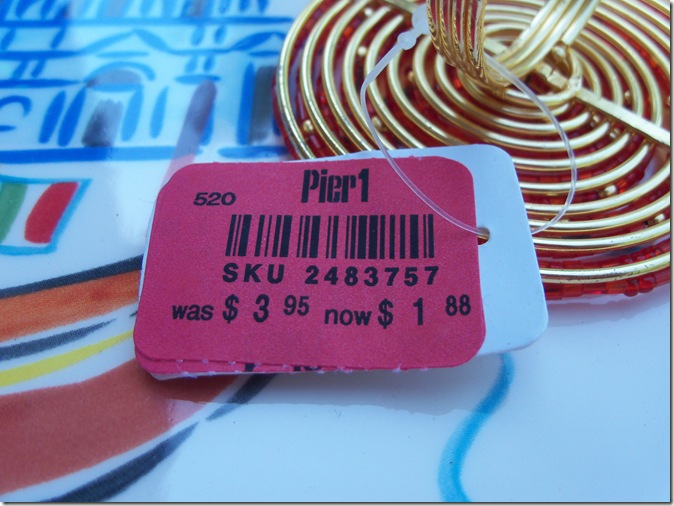 Pier1
520
SKU 2483757
was $ 3 95 now $ 1 88